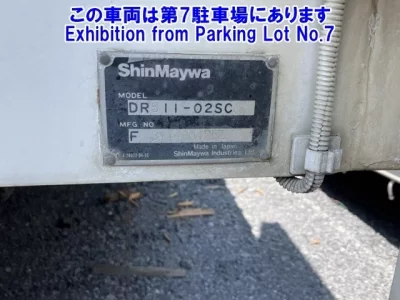 この車両は第7駐車場にあります
Exhibition from Parking Lot No.7
ShinMaywa
MODEL
DR 11-02SC
MFG NO
F
Made in Japan
ShinMaywa Industries, Ltd.